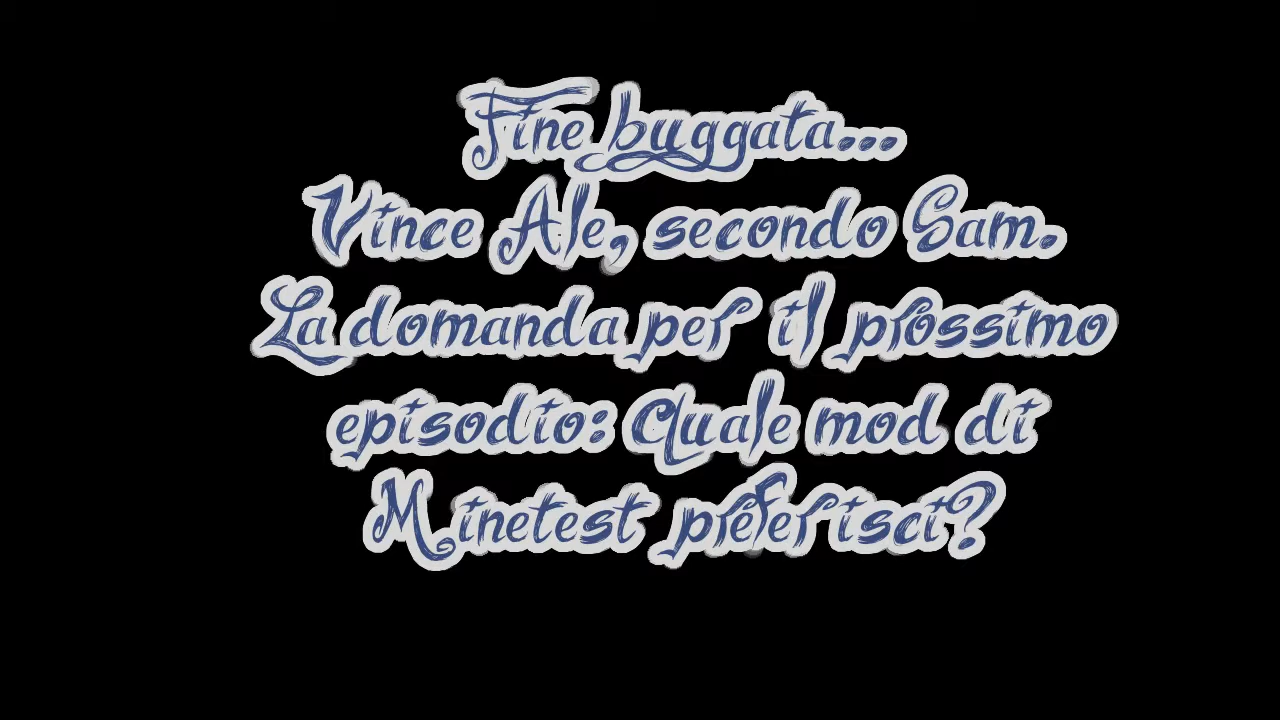 Fine buggata...
Vince Ale, secondo Sam.
La domanda per il prossimo
episodio: Quale mod di
Minetest preferisci?